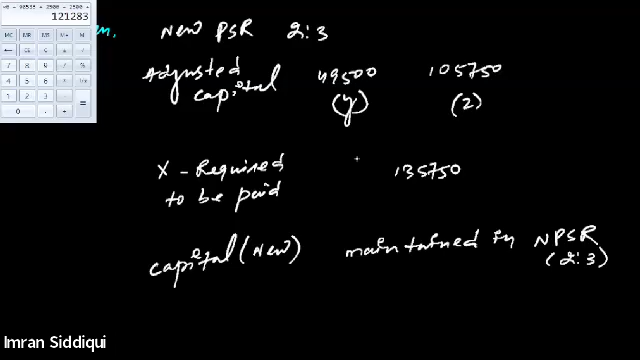 121283
MC MR MS M+ M-
7 8 9 / %
4 5 6 * 1/x
1 2 3 - =
0 . +
m. New PSR 2:3
Adjusted 49500 105750
capital (y) (z)
X - Required 135750
to be paid
capital (New) maintained in NPSR
(2:3)
Imran Siddiqui